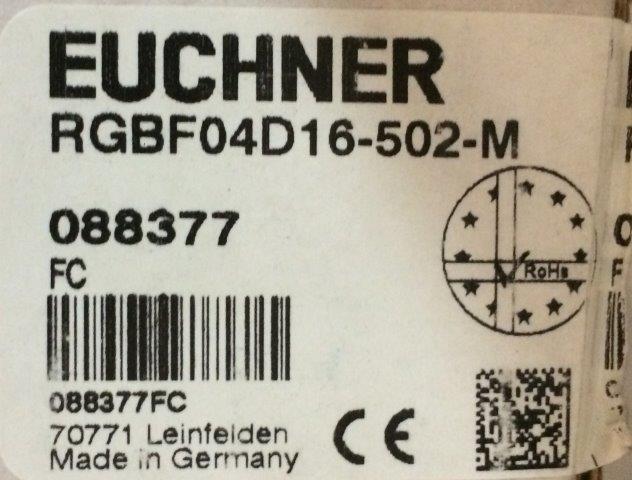 EUCHNER
RGBF04D16-502-M
088377
FC
RoHs
088377FC
70771 Leinfelden
Made in Germany
CE